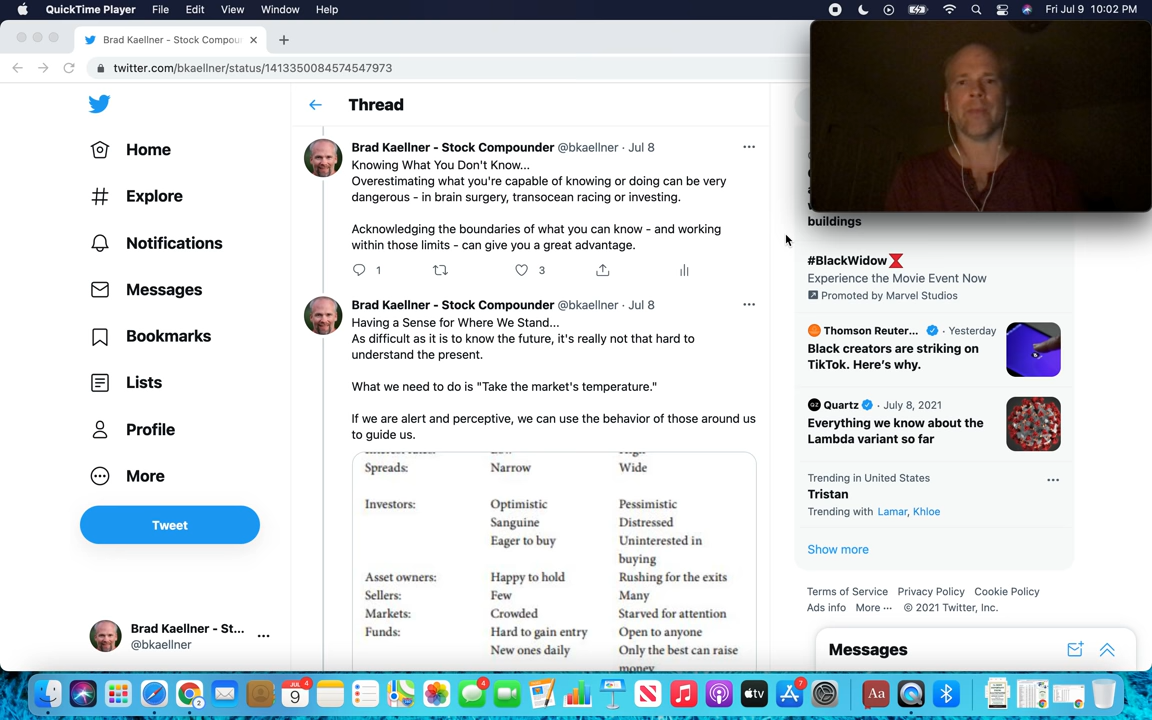 QuickTime Player File Edit View Window Help
Fri Jul 9 10:02 PM
Brad Kaellner - Stock Compou
twitter.com/bkaellner/status/1413350084574547973
Home
Explore
Notifications
Messages
Bookmarks
Lists
Profile
More
Tweet
Brad Kaellner - St...
@bkaellner
Thread
Brad Kaellner - Stock Compounder @bkaellner · Jul 8
Knowing What You Don't Know...
Overestimating what you're capable of knowing or doing can be very
dangerous - in brain surgery, transocean racing or investing.
Acknowledging the boundaries of what you can know - and working
within those limits - can give you a great advantage.
1 3
Brad Kaellner - Stock Compounder @bkaellner · Jul 8
Having a Sense for Where We Stand...
As difficult as it is to know the future, it's really not that hard to
understand the present.
What we need to do is "Take the market's temperature."
If we are alert and perceptive, we can use the behavior of those around us
to guide us.
Spreads: Narrow Wide
Investors: Optimistic Pessimistic
Sanguine Distressed
Eager to buy Uninterested in
buying
Asset owners: Happy to hold Rushing for the exits
Sellers: Few Many
Markets: Crowded Starved for attention
Funds: Hard to gain entry Open to anyone
New ones daily Only the best can raise
money
buildings
#BlackWidow
Experience the Movie Event Now
Promoted by Marvel Studios
Thomson Reuter... · Yesterday
Black creators are striking on
TikTok. Here's why.
Quartz · July 8, 2021
Everything we know about the
Lambda variant so far
Trending in United States
Tristan
Trending with Lamar, Khloe
Show more
Terms of Service Privacy Policy Cookie Policy
Ads info More ··· © 2021 Twitter, Inc.
Messages
JUL
9
4
2
4
tv
7
Aa